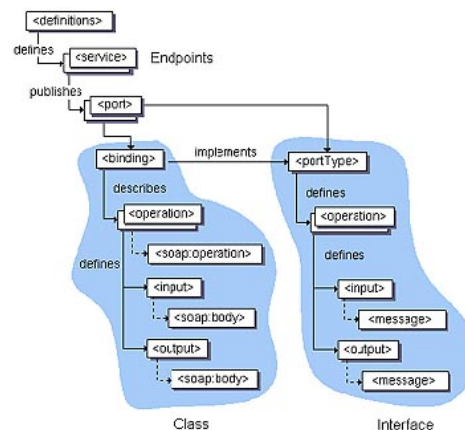 <definitions>
defines
<service>
Endpoints
publishes
<port>
<binding>
implements
<portType>
describes
defines
<operation>
<operation>
defines
defines
<soap:operation>
<input>
<input>
<soap:body>
<message>
<output>
<output>
<soap:body>
<message>
Class
Interface